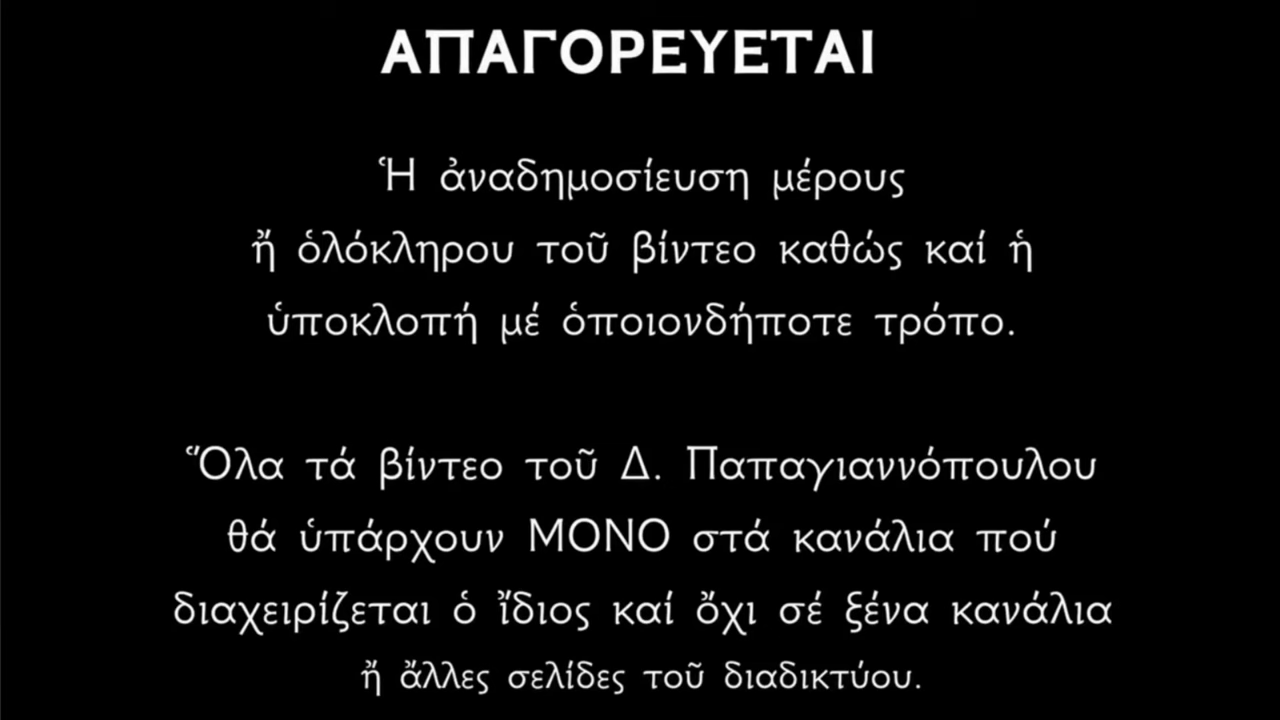 ΑΠΑΓΟΡΕΥΕΤΑΙ
Ἡ ἀναδημοσίευση μέρους
ἤ ὁλόκληρου τοῦ βίντεο καθώς καί ἡ
ὑποκλοπή μέ ὁποιονδήποτε τρόπο.
Ὅλα τά βίντεο τοῦ Δ. Παπαγιαννόπουλου
θά ὑπάρχουν ΜΟΝΟ στά κανάλια πού
διαχειρίζεται ὁ ἴδιος καί ὄχι σέ ξένα κανάλια
ἤ ἄλλες σελίδες τοῦ διαδικτύου.